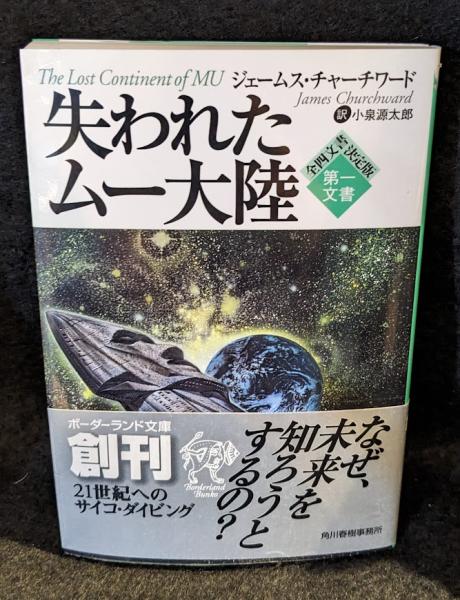 The Lost Continent of MU ジェームス・チャーチワード
James Churchward
訳 小泉源太郎
失われた
ムー大陸
全四文書決定版
第一
文書
ボーダーランド文庫
創刊
Borderland
Bunko
21世紀への
サイコ・ダイビング
なぜ、
未来を
知ろうと
するの?
角川春樹事務所